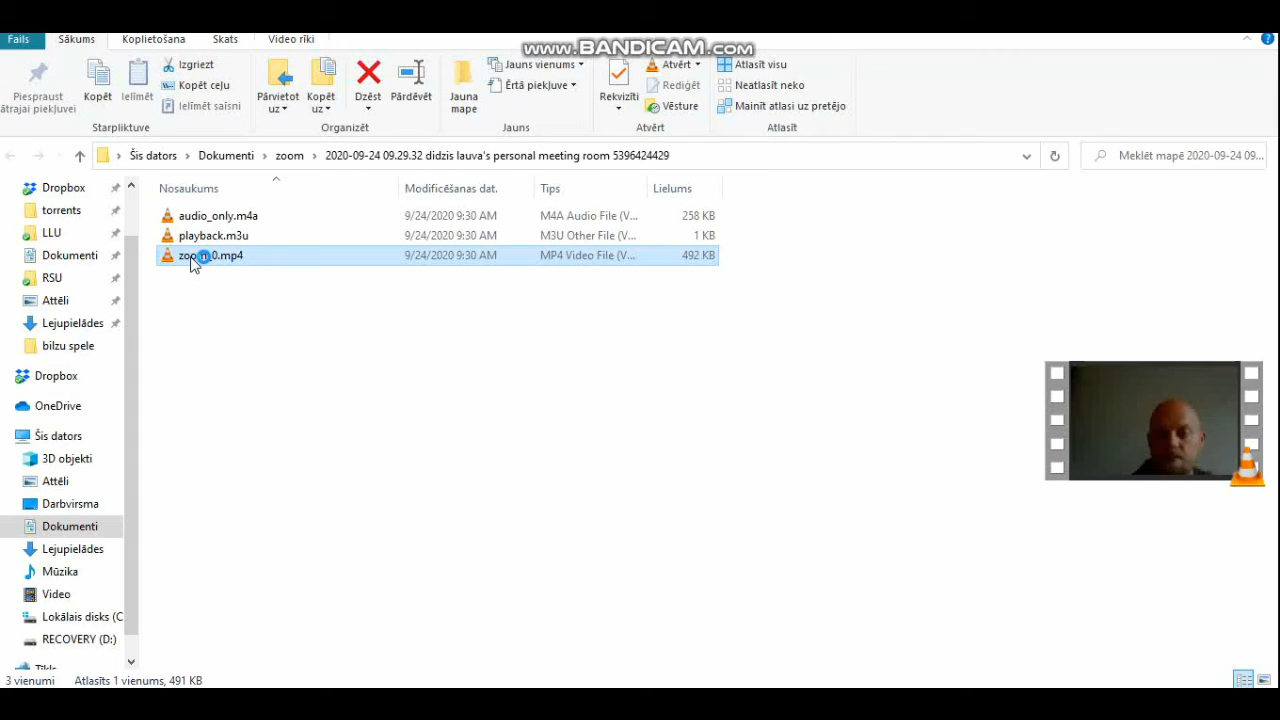 www.BANDICAM.com
Fails Sākums Koplietošana Skats Video rīki
Piespraust ātrajai piekļuvei
Kopēt
Ielīmēt
Izgriezt
Kopēt ceļu
Ielīmēt saīsni
Starpliktuve
Pārvietot uz
Kopēt uz
Dzēst
Pārdēvēt
Organizēt
Jauna mape
Jauns vienums
Ērtā piekļuve
Jauns
Rekvizīti
Atvērt
Rediģēt
Vēsture
Atvērt
Atlasīt visu
Neatlasīt neko
Mainīt atlasi uz pretējo
Atlasīt
Šis dators Dokumenti zoom 2020-09-24 09.29.32 didzis lauva's personal meeting room 5396424429
Meklēt mapē 2020-09-24 09...
Nosaukums Modificēšanas dat. Tips Lielums
audio_only.m4a 9/24/2020 9:30 AM M4A Audio File (V... 258 KB
playback.m3u 9/24/2020 9:30 AM M3U Other File (V... 1 KB
zoom_0.mp4 9/24/2020 9:30 AM MP4 Video File (V... 492 KB
Dropbox
torrents
LLU
Dokumenti
RSU
Attēli
Lejupielādes
bilzu spele
Dropbox
OneDrive
Šis dators
3D objekti
Attēli
Darbvirsma
Dokumenti
Lejupielādes
Mūzika
Video
Lokālais disks (C
RECOVERY (D:)
Tīkls
3 vienumi Atlasīts 1 vienums, 491 KB